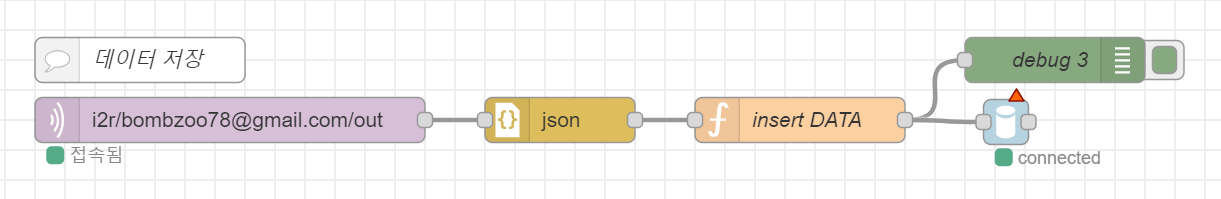 데이터 저장
debug 3
i2r/bombzoo78@gmail.com/out
json
insert DATA
접속됨
connected